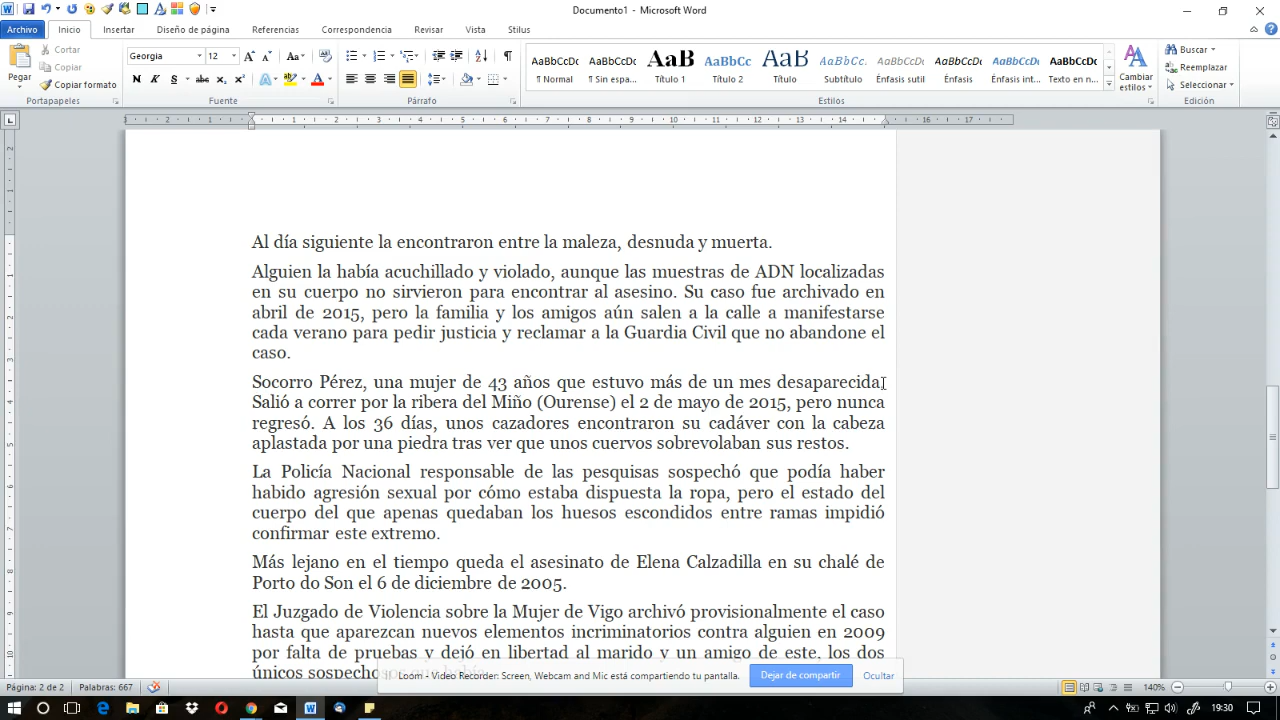 Documento1 - Microsoft Word
Archivo Inicio Insertar Diseño de página Referencias Correspondencia Revisar Vista Stilus
Pegar
Cortar
Copiar
Copiar formato
Portapapeles
Georgia 12
N K S abc x₂ x²
Fuente
Párrafo
AaBbCcDc AaBbCcDc AaB AaBbCc AaB AaBbCcL AaBbCcDc AaBbCcDc AaBbCcDc AaBbCcDc
¶ Normal ¶ Sin espa... Título 1 Título 2 Título Subtítulo Énfasis sutil Énfasis Énfasis int... Texto en n...
Estilos
Cambiar estilos
Buscar
Reemplazar
Seleccionar
Edición
Al día siguiente la encontraron entre la maleza, desnuda y muerta.
Alguien la había acuchillado y violado, aunque las muestras de ADN localizadas
en su cuerpo no sirvieron para encontrar al asesino. Su caso fue archivado en
abril de 2015, pero la familia y los amigos aún salen a la calle a manifestarse
cada verano para pedir justicia y reclamar a la Guardia Civil que no abandone el
caso.
Socorro Pérez, una mujer de 43 años que estuvo más de un mes desaparecida.
Salió a correr por la ribera del Miño (Ourense) el 2 de mayo de 2015, pero nunca
regresó. A los 36 días, unos cazadores encontraron su cadáver con la cabeza
aplastada por una piedra tras ver que unos cuervos sobrevolaban sus restos.
La Policía Nacional responsable de las pesquisas sospechó que podía haber
habido agresión sexual por cómo estaba dispuesta la ropa, pero el estado del
cuerpo del que apenas quedaban los huesos escondidos entre ramas impidió
confirmar este extremo.
Más lejano en el tiempo queda el asesinato de Elena Calzadilla en su chalé de
Porto do Son el 6 de diciembre de 2005.
El Juzgado de Violencia sobre la Mujer de Vigo archivó provisionalmente el caso
hasta que aparezcan nuevos elementos incriminatorios contra alguien en 2009
por falta de pruebas y dejó en libertad al marido y un amigo de este, los dos
únicos sospechosos que había.
Loom - Video Recorder: Screen, Webcam and Mic está compartiendo tu pantalla. Dejar de compartir Ocultar
Página: 2 de 2 Palabras: 667 140%
19:30